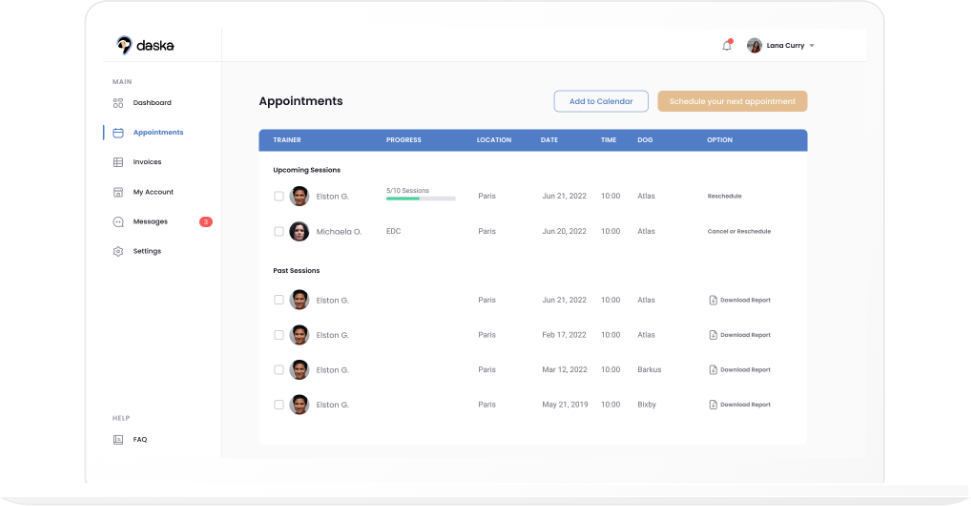 daska
Lana Curry
MAIN
Dashboard
Appointments
Invoices
My Account
Messages 3
Settings
HELP
FAQ
Appointments
Add to Calendar
Schedule your next appointment
TRAINER PROGRESS LOCATION DATE TIME DOG OPTION
Upcoming Sessions
Elston G. 5/10 Sessions Paris Jun 21, 2022 10:00 Atlas Reschedule
Michaela O. EDC Paris Jun 20, 2022 10:00 Atlas Cancel or Reschedule
Past Sessions
Elston G. Paris Jun 21, 2022 10:00 Atlas Download Report
Elston G. Paris Feb 17, 2022 10:00 Atlas Download Report
Elston G. Paris Mar 12, 2022 10:00 Barkus Download Report
Elston G. Paris May 21, 2019 10:00 Bixby Download Report